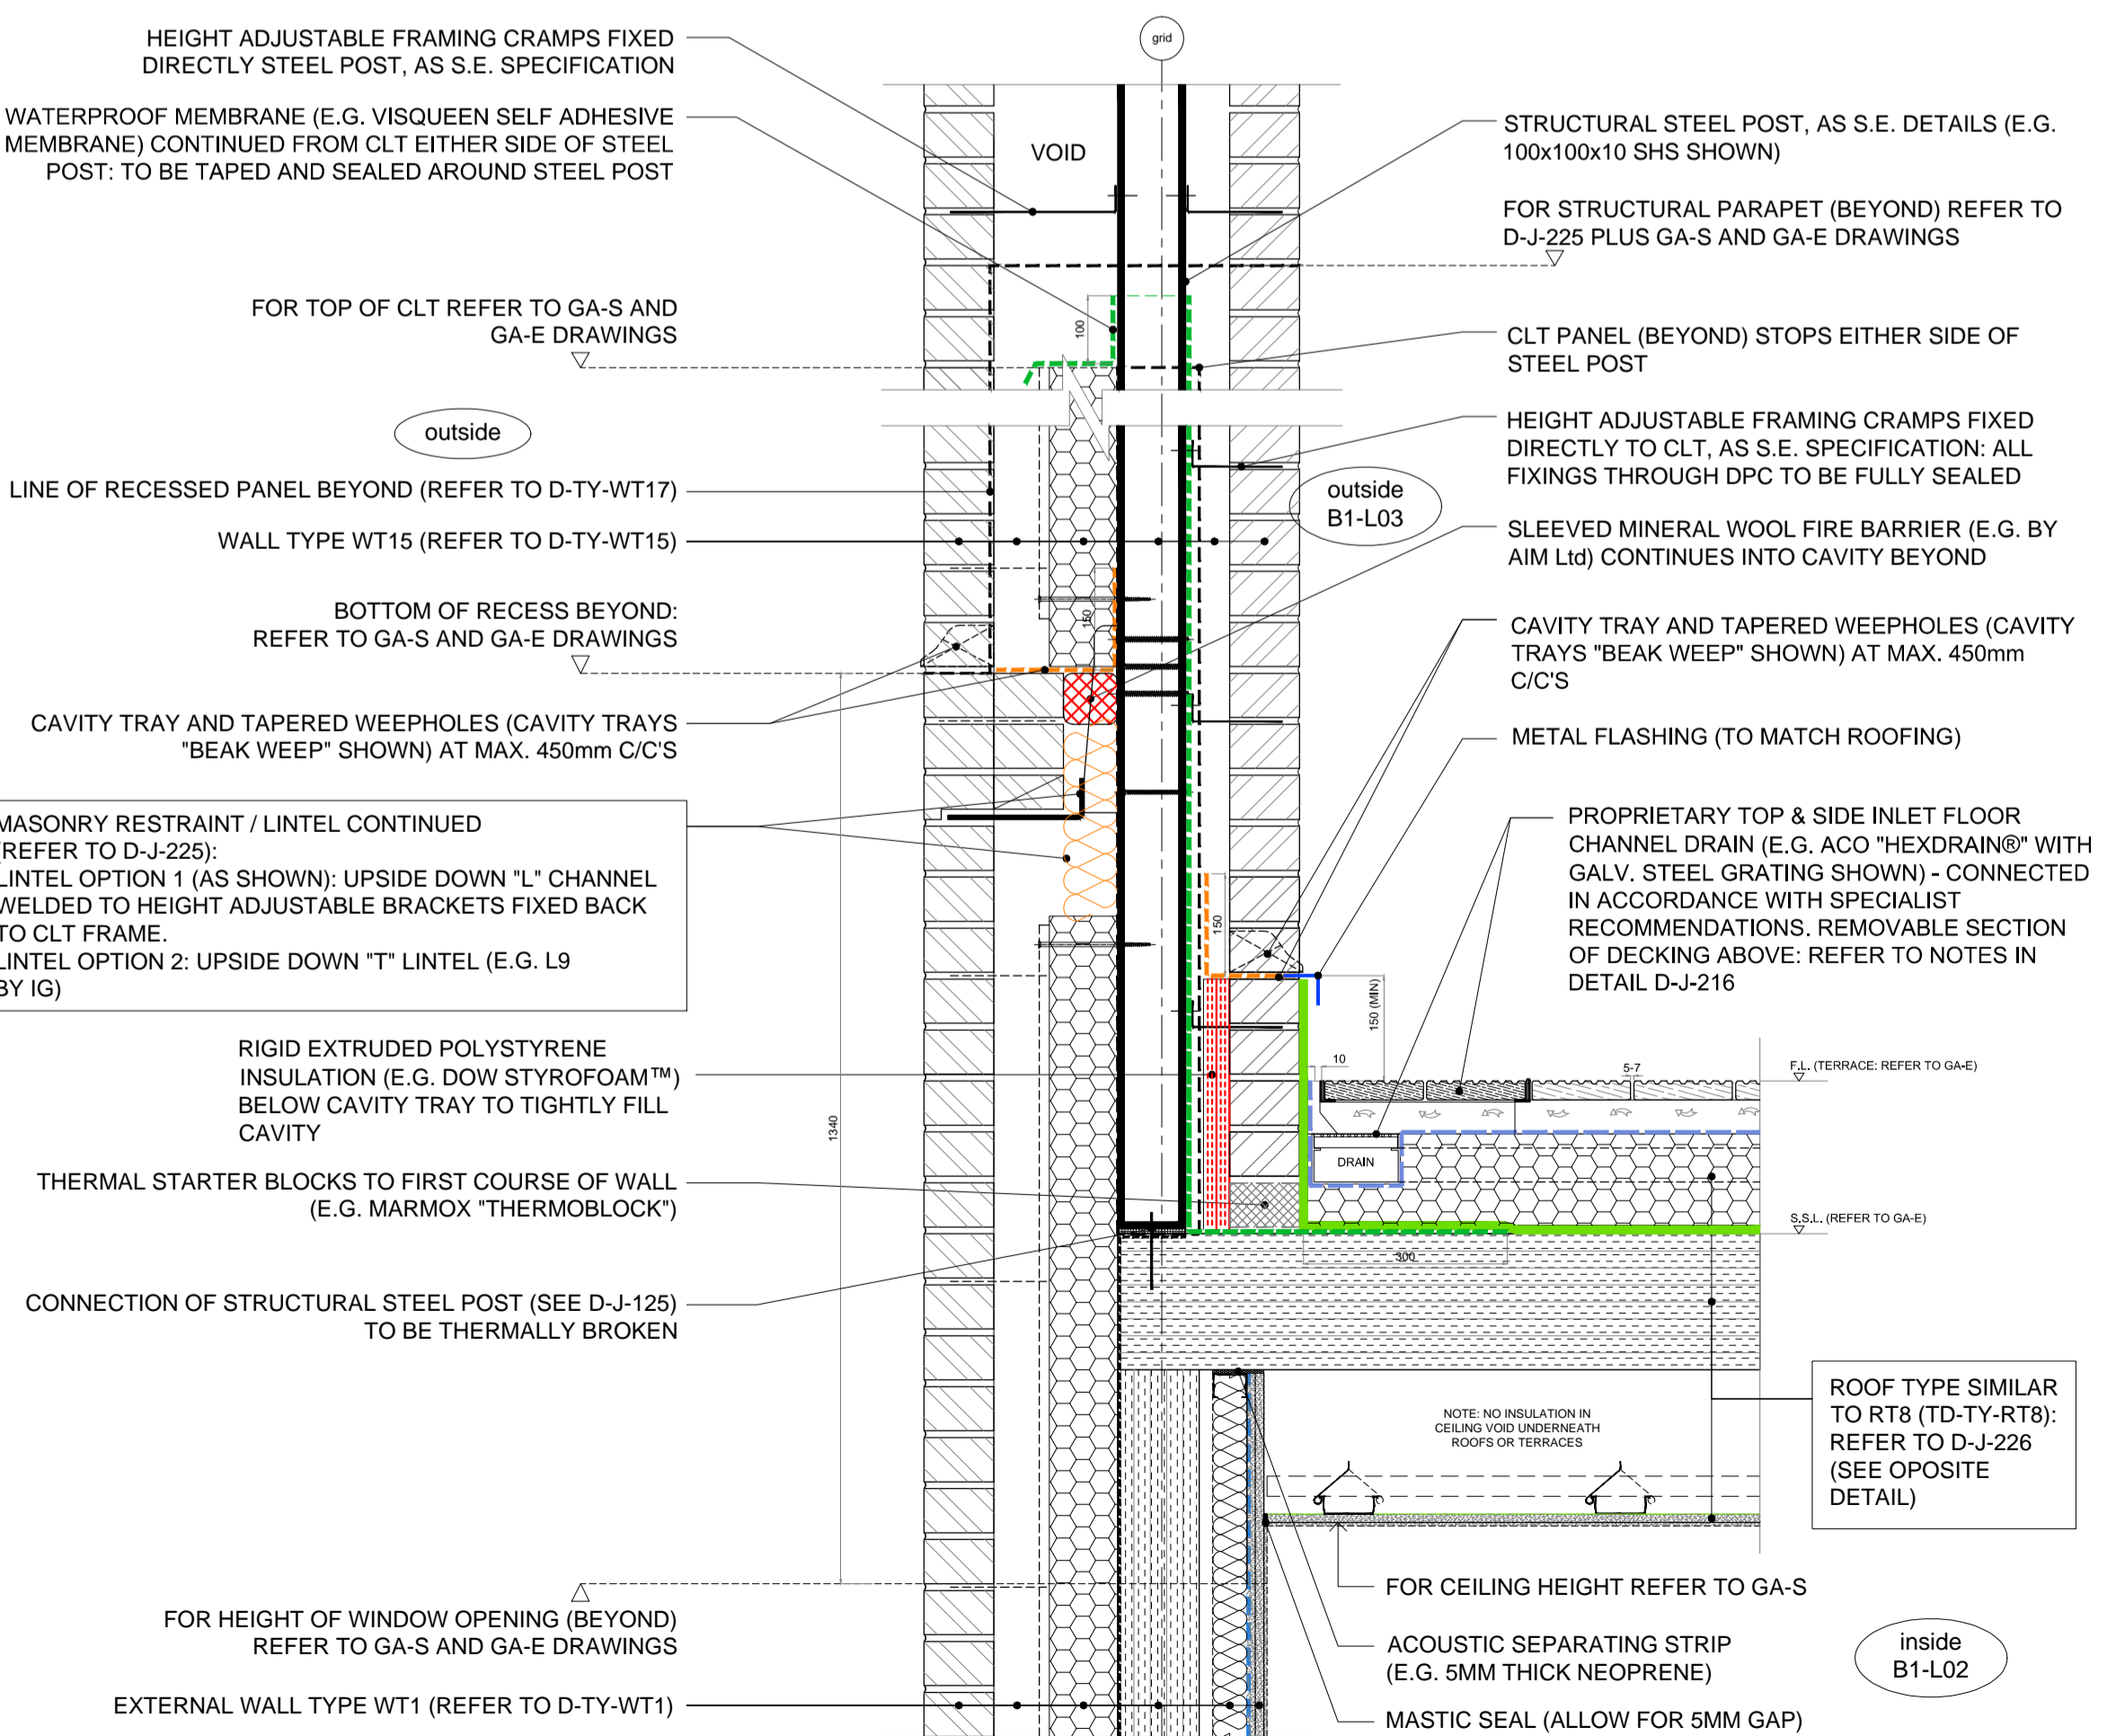 grid
HEIGHT ADJUSTABLE FRAMING CRAMPS FIXED
DIRECTLY STEEL POST, AS S.E. SPECIFICATION
WATERPROOF MEMBRANE (E.G. VISQUEEN SELF ADHESIVE
MEMBRANE) CONTINUED FROM CLT EITHER SIDE OF STEEL
POST: TO BE TAPED AND SEALED AROUND STEEL POST
FOR TOP OF CLT REFER TO GA-S AND
GA-E DRAWINGS
outside
LINE OF RECESSED PANEL BEYOND (REFER TO D-TY-WT17)
WALL TYPE WT15 (REFER TO D-TY-WT15)
BOTTOM OF RECESS BEYOND:
REFER TO GA-S AND GA-E DRAWINGS
CAVITY TRAY AND TAPERED WEEPHOLES (CAVITY TRAYS
"BEAK WEEP" SHOWN) AT MAX. 450mm C/C'S
MASONRY RESTRAINT / LINTEL CONTINUED
(REFER TO D-J-225):
LINTEL OPTION 1 (AS SHOWN): UPSIDE DOWN "L" CHANNEL
WELDED TO HEIGHT ADJUSTABLE BRACKETS FIXED BACK
TO CLT FRAME.
LINTEL OPTION 2: UPSIDE DOWN "T" LINTEL (E.G. L9
BY IG)
RIGID EXTRUDED POLYSTYRENE
INSULATION (E.G. DOW STYROFOAM™)
BELOW CAVITY TRAY TO TIGHTLY FILL
CAVITY
THERMAL STARTER BLOCKS TO FIRST COURSE OF WALL
(E.G. MARMOX "THERMOBLOCK")
CONNECTION OF STRUCTURAL STEEL POST (SEE D-J-125)
TO BE THERMALLY BROKEN
FOR HEIGHT OF WINDOW OPENING (BEYOND)
REFER TO GA-S AND GA-E DRAWINGS
EXTERNAL WALL TYPE WT1 (REFER TO D-TY-WT1)
VOID
100
150
1340
150
150 (MIN)
10
5-7
DRAIN
300
STRUCTURAL STEEL POST, AS S.E. DETAILS (E.G.
100x100x10 SHS SHOWN)
FOR STRUCTURAL PARAPET (BEYOND) REFER TO
D-J-225 PLUS GA-S AND GA-E DRAWINGS
CLT PANEL (BEYOND) STOPS EITHER SIDE OF
STEEL POST
HEIGHT ADJUSTABLE FRAMING CRAMPS FIXED
DIRECTLY TO CLT, AS S.E. SPECIFICATION: ALL
FIXINGS THROUGH DPC TO BE FULLY SEALED
outside
B1-L03
SLEEVED MINERAL WOOL FIRE BARRIER (E.G. BY
AIM Ltd) CONTINUES INTO CAVITY BEYOND
CAVITY TRAY AND TAPERED WEEPHOLES (CAVITY
TRAYS "BEAK WEEP" SHOWN) AT MAX. 450mm
C/C'S
METAL FLASHING (TO MATCH ROOFING)
PROPRIETARY TOP & SIDE INLET FLOOR
CHANNEL DRAIN (E.G. ACO "HEXDRAIN®" WITH
GALV. STEEL GRATING SHOWN) - CONNECTED
IN ACCORDANCE WITH SPECIALIST
RECOMMENDATIONS. REMOVABLE SECTION
OF DECKING ABOVE: REFER TO NOTES IN
DETAIL D-J-216
F.L. (TERRACE: REFER TO GA-E)
S.S.L. (REFER TO GA-E)
ROOF TYPE SIMILAR
TO RT8 (TD-TY-RT8):
REFER TO D-J-226
(SEE OPOSITE
DETAIL)
NOTE: NO INSULATION IN
CEILING VOID UNDERNEATH
ROOFS OR TERRACES
FOR CEILING HEIGHT REFER TO GA-S
ACOUSTIC SEPARATING STRIP
(E.G. 5MM THICK NEOPRENE)
MASTIC SEAL (ALLOW FOR 5MM GAP)
inside
B1-L02